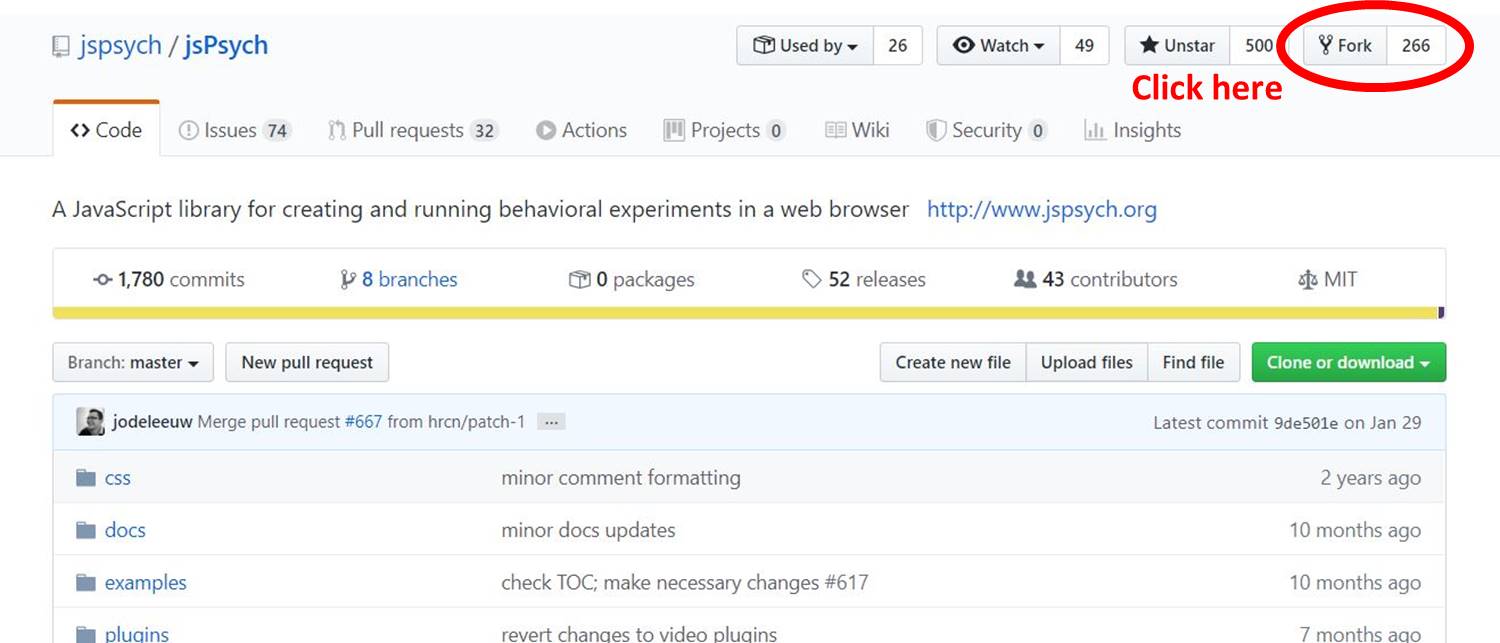 jspsych / jsPsych Used by 26 Watch 49 Unstar 500 Fork 266
Click here
Code Issues 74 Pull requests 32 Actions Projects 0 Wiki Security 0 Insights
A JavaScript library for creating and running behavioral experiments in a web browser http://www.jspsych.org
1,780 commits 8 branches 0 packages 52 releases 43 contributors MIT
Branch: master New pull request Create new file Upload files Find file Clone or download
jodeleeuw Merge pull request #667 from hrcn/patch-1 ... Latest commit 9de501e on Jan 29
css minor comment formatting 2 years ago
docs minor docs updates 10 months ago
examples check TOC; make necessary changes #617 10 months ago
plugins revert changes to video plugins 7 months ago